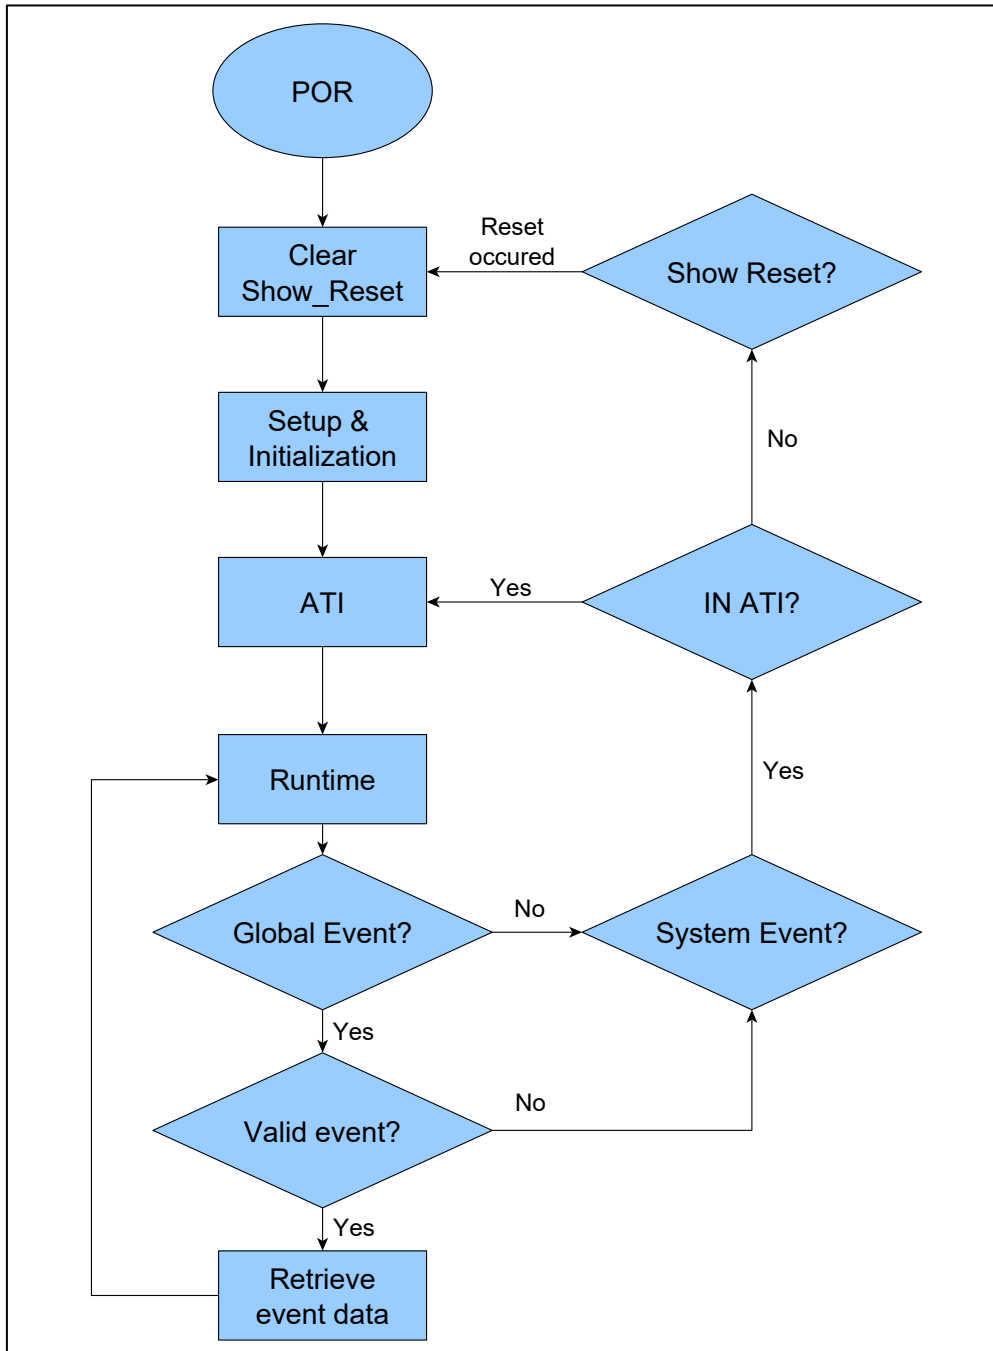 POR
Clear
Show_Reset
Reset
occured
Show Reset?
Setup &
Initialization
No
ATI
Yes
IN ATI?
Runtime
Yes
Global Event?
No
System Event?
Yes
Valid event?
No
Yes
Retrieve
event data